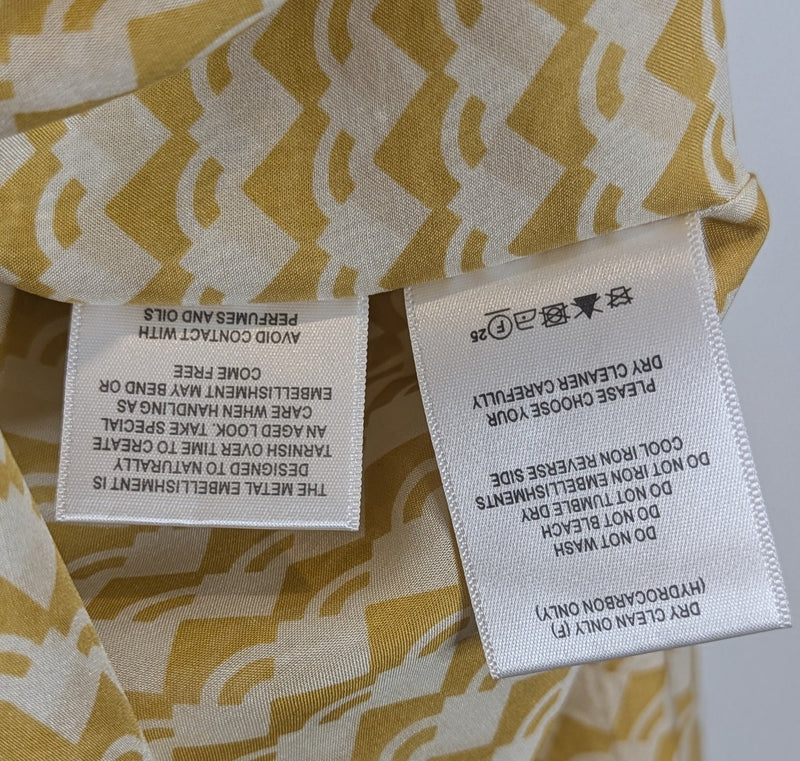 THE METAL EMBELLISHMENT IS
DESIGNED TO NATURALLY
TARNISH OVER TIME TO CREATE
AN AGED LOOK. TAKE SPECIAL
CARE WHEN HANDLING AS
EMBELLISHMENT MAY BEND OR
COME FREE
AVOID CONTACT WITH
PERFUMES AND OILS
DRY CLEAN ONLY (F)
(HYDROCARBON ONLY)
DO NOT WASH
DO NOT BLEACH
DO NOT TUMBLE DRY
DO NOT IRON EMBELLISHMENTS
COOL IRON REVERSE SIDE
PLEASE CHOOSE YOUR
DRY CLEANER CAREFULLY
F 25